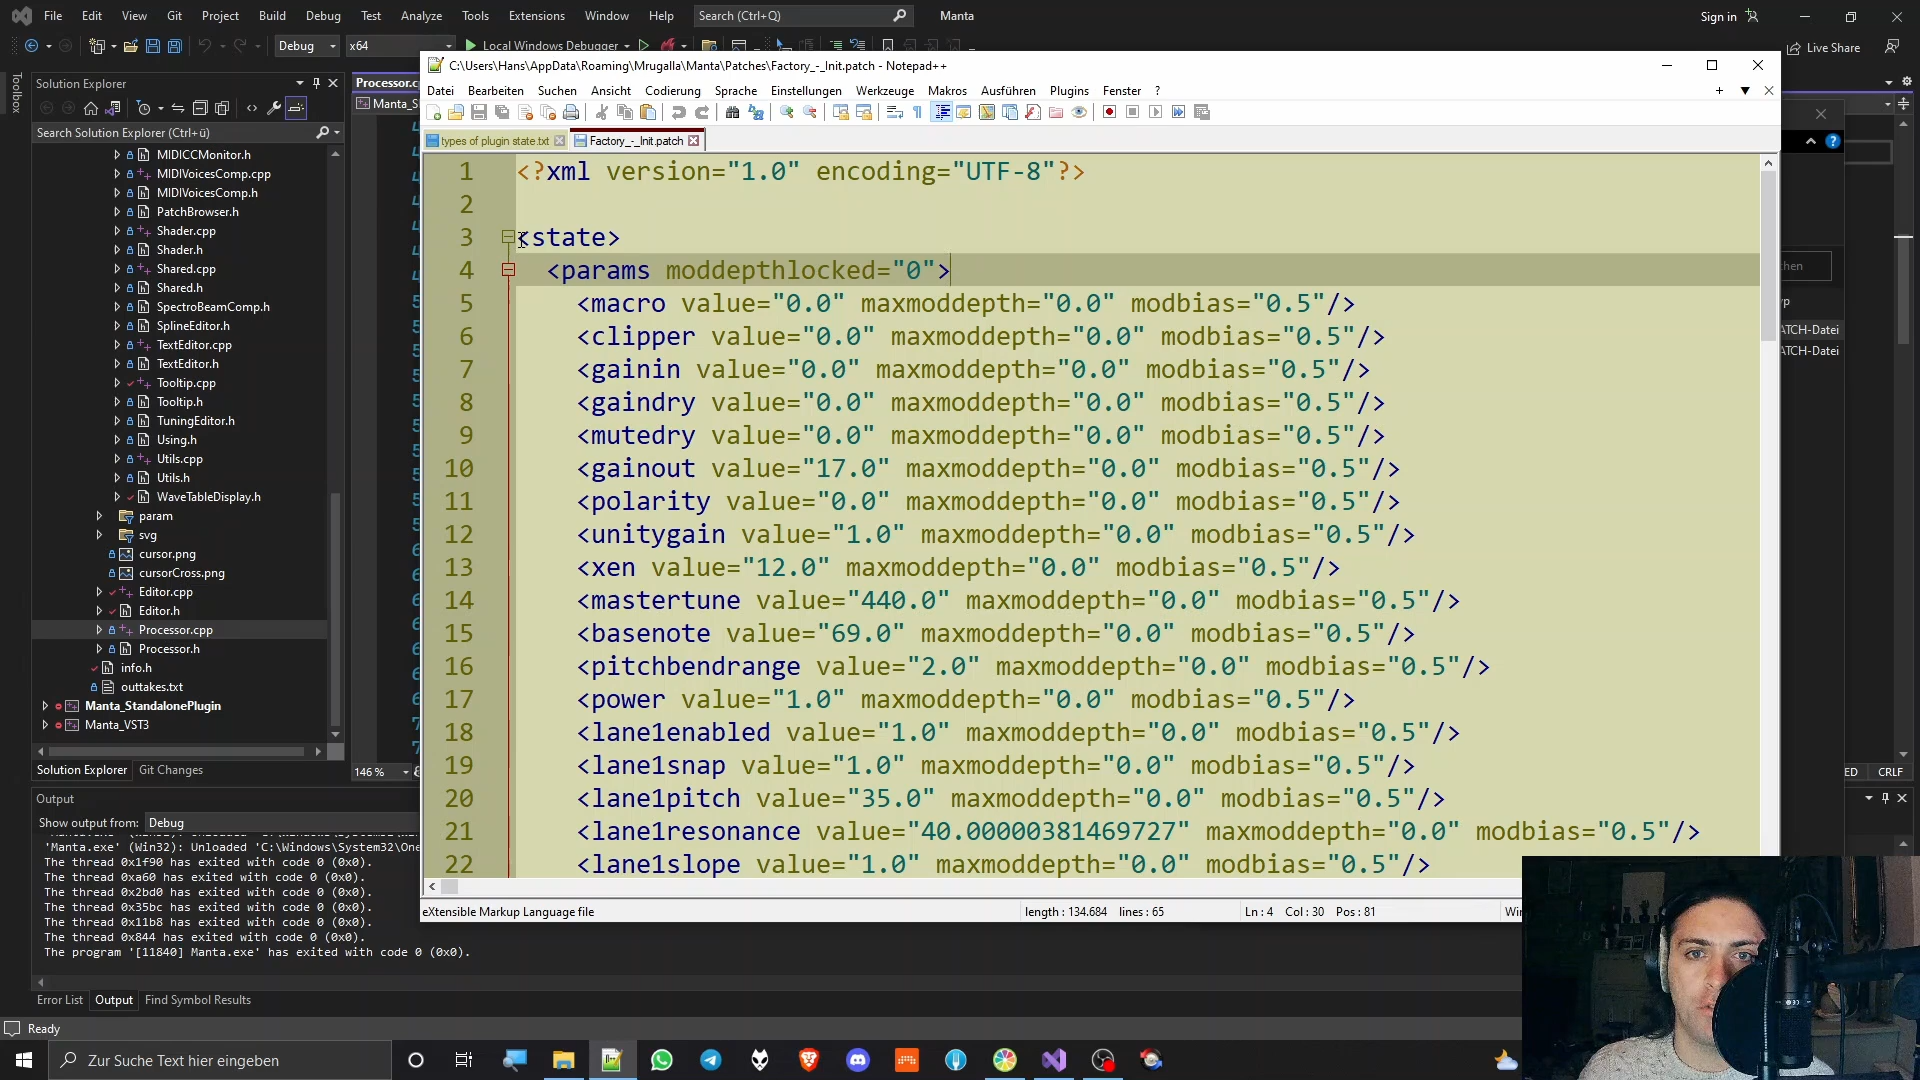 File Edit View Git Project Build Debug Test Analyze Tools Extensions Window Help Search (Ctrl+Q) Manta Sign in
Debug x64 Local Windows Debugger Live Share
Toolbox
Solution Explorer
Search Solution Explorer (Ctrl+ü)
MIDICCMonitor.h
MIDIVoicesComp.cpp
MIDIVoicesComp.h
PatchBrowser.h
Shader.cpp
Shader.h
Shared.cpp
Shared.h
SpectroBeamComp.h
SplineEditor.h
TextEditor.cpp
TextEditor.h
Tooltip.cpp
Tooltip.h
TuningEditor.h
Using.h
Utils.cpp
Utils.h
WaveTableDisplay.h
param
svg
cursor.png
cursorCross.png
Editor.cpp
Editor.h
Processor.cpp
Processor.h
info.h
outtakes.txt
Manta_StandalonePlugin
Manta_VST3
Solution Explorer Git Changes
Processor.c
Manta_S
146 %
C:\Users\Hans\AppData\Roaming\Mrugalla\Manta\Patches\Factory_-_Init.patch - Notepad++
Datei Bearbeiten Suchen Ansicht Codierung Sprache Einstellungen Werkzeuge Makros Ausführen Plugins Fenster ?
types of plugin state.txt Factory_-_Init.patch
1 <?xml version="1.0" encoding="UTF-8"?>
2
3 <state>
4 <params moddepthlocked="0">
5 <macro value="0.0" maxmoddepth="0.0" modbias="0.5"/>
6 <clipper value="0.0" maxmoddepth="0.0" modbias="0.5"/>
7 <gainin value="0.0" maxmoddepth="0.0" modbias="0.5"/>
8 <gaindry value="0.0" maxmoddepth="0.0" modbias="0.5"/>
9 <mutedry value="0.0" maxmoddepth="0.0" modbias="0.5"/>
10 <gainout value="17.0" maxmoddepth="0.0" modbias="0.5"/>
11 <polarity value="0.0" maxmoddepth="0.0" modbias="0.5"/>
12 <unitygain value="1.0" maxmoddepth="0.0" modbias="0.5"/>
13 <xen value="12.0" maxmoddepth="0.0" modbias="0.5"/>
14 <mastertune value="440.0" maxmoddepth="0.0" modbias="0.5"/>
15 <basenote value="69.0" maxmoddepth="0.0" modbias="0.5"/>
16 <pitchbendrange value="2.0" maxmoddepth="0.0" modbias="0.5"/>
17 <power value="1.0" maxmoddepth="0.0" modbias="0.5"/>
18 <lane1enabled value="1.0" maxmoddepth="0.0" modbias="0.5"/>
19 <lane1snap value="1.0" maxmoddepth="0.0" modbias="0.5"/>
20 <lane1pitch value="35.0" maxmoddepth="0.0" modbias="0.5"/>
21 <lane1resonance value="40.00000381469727" maxmoddepth="0.0" modbias="0.5"/>
22 <lane1slope value="1.0" maxmoddepth="0.0" modbias="0.5"/>
eXtensible Markup Language file length : 134.684 lines : 65 Ln : 4 Col : 30 Pos : 81 Win
chen
yp
ATCH-Datei
ATCH-Datei
ED CRLF
Output
Show output from: Debug
'Manta.exe' (Win32): Unloaded 'C:\Windows\System32\One
The thread 0x1f90 has exited with code 0 (0x0).
The thread 0xa60 has exited with code 0 (0x0).
The thread 0x2bd0 has exited with code 0 (0x0).
The thread 0x35bc has exited with code 0 (0x0).
The thread 0x11b8 has exited with code 0 (0x0).
The thread 0x844 has exited with code 0 (0x0).
The program '[11840] Manta.exe' has exited with code 0 (0x0).
Error List Output Find Symbol Results
Ready
Zur Suche Text hier eingeben